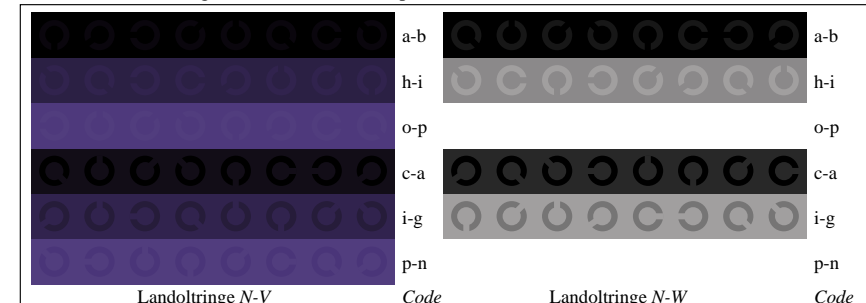 a-b a-b
h-i h-i
o-p o-p
c-a c-a
i-g i-g
p-n p-n
Landoltringe N-V Code Landoltringe N-W Code